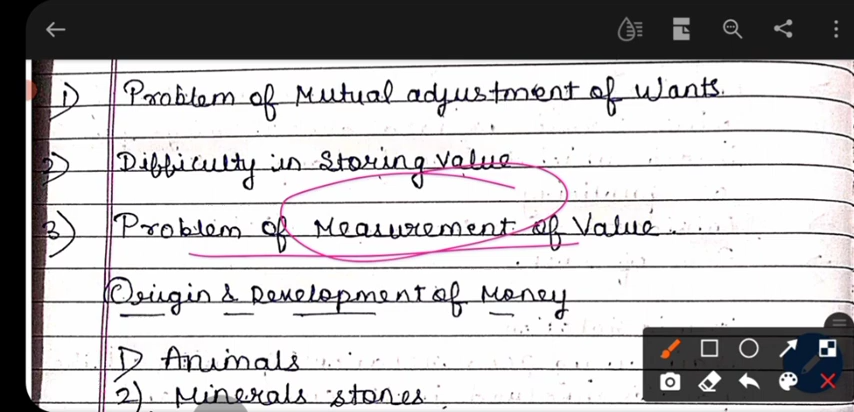 1) Problem of Mutual adjustment of Wants.
2) Difficulty in Storing Value
3) Problem of Measurement of Value.
Origin & Development of Money
1) Animals
2) Minerals stones